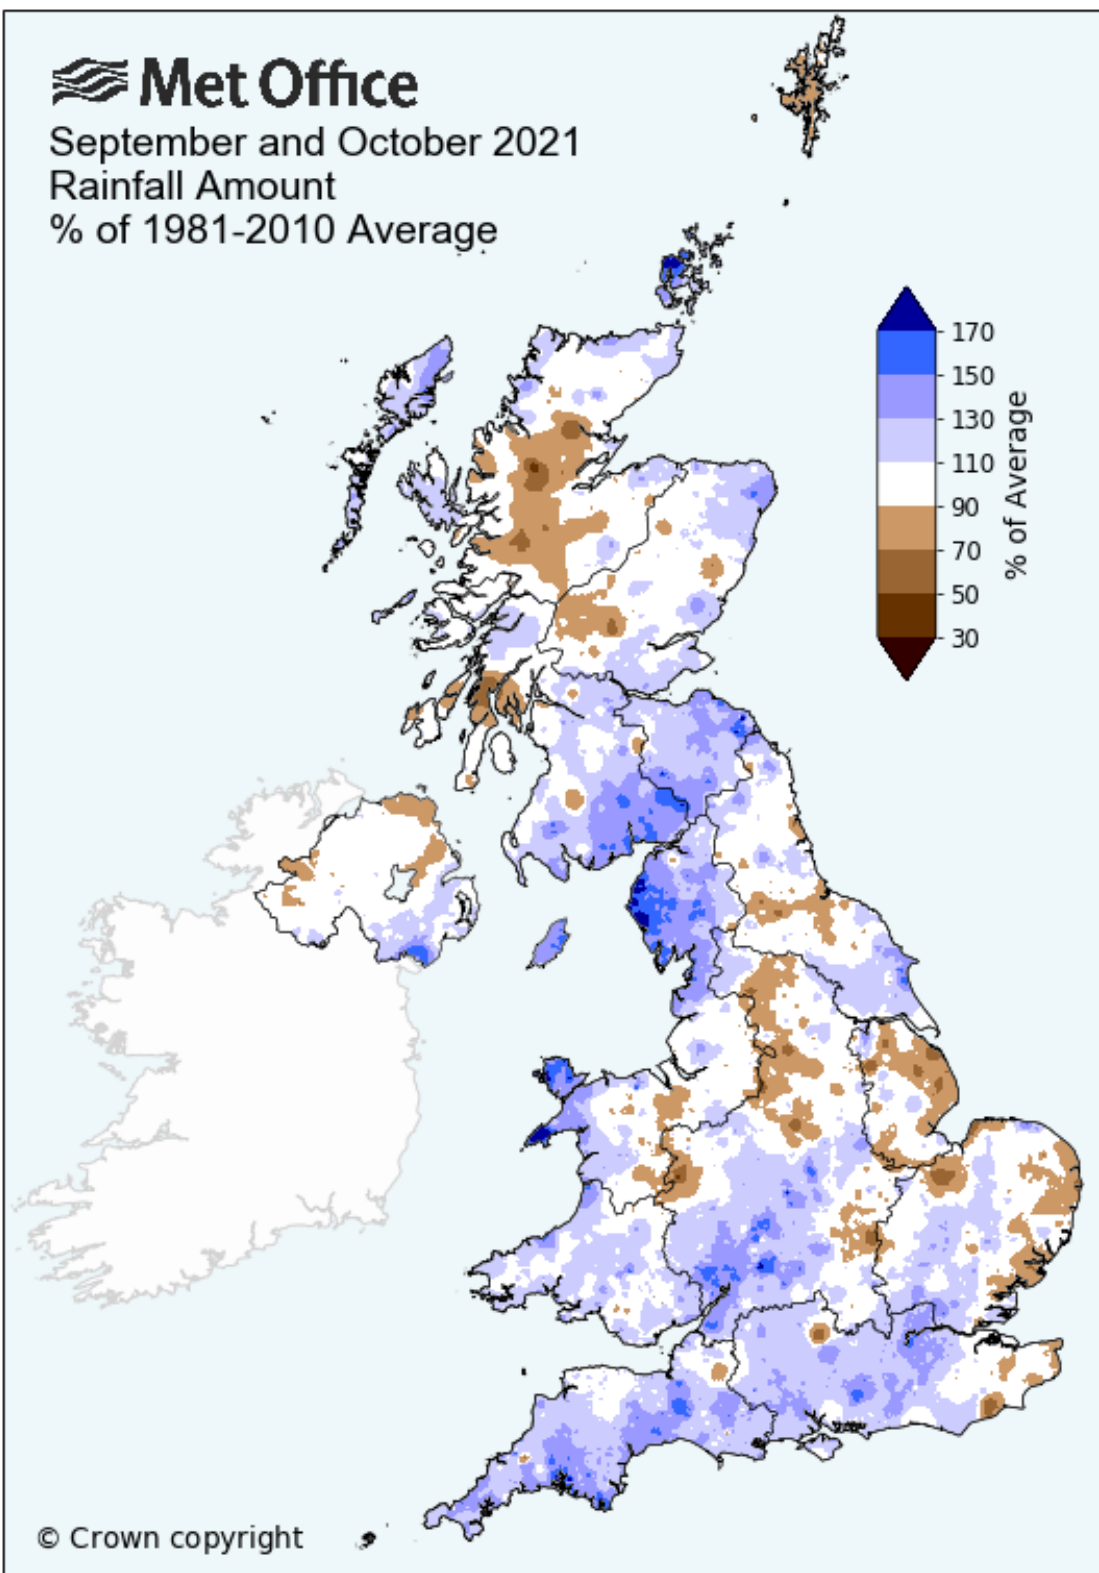 Met Office
September and October 2021
Rainfall Amount
% of 1981-2010 Average
170
150
130
110
90
70
50
30
% of Average
© Crown copyright